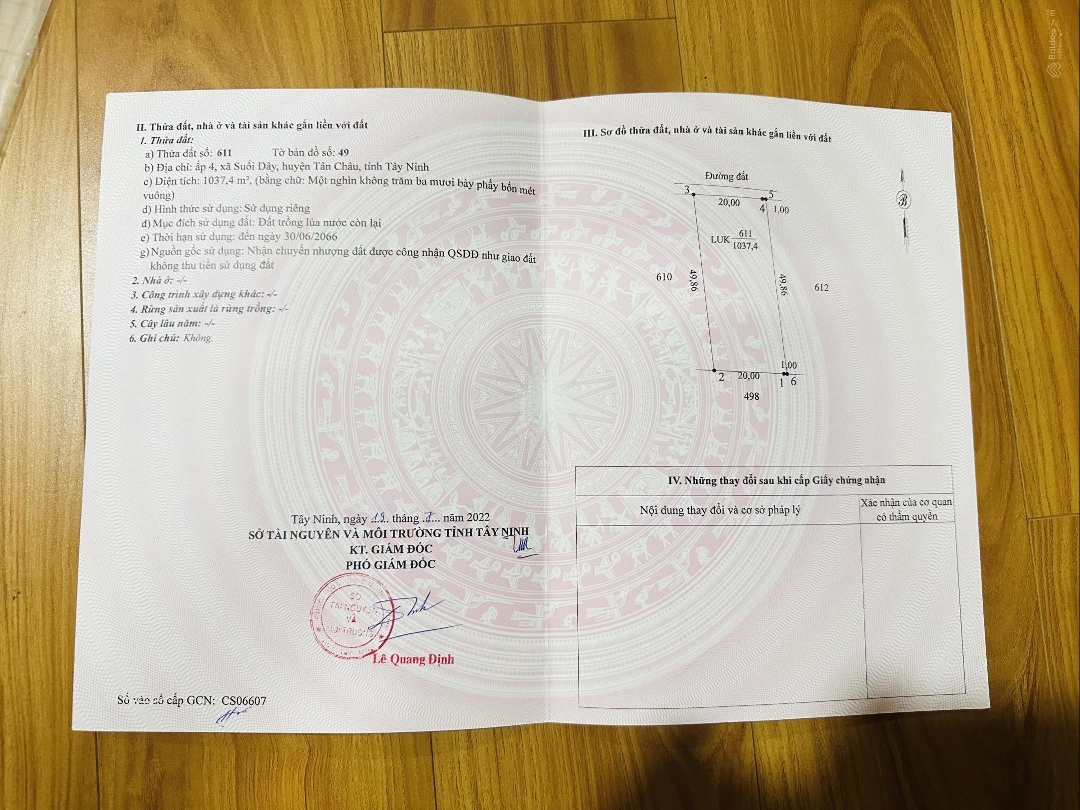 II. Thửa đất, nhà ở và tài sản khác gắn liền với đất
1. Thửa đất:
a) Thửa đất số: 611 Tờ bản đồ số: 49
b) Địa chỉ: ấp 4, xã Suối Dây, huyện Tân Châu, tỉnh Tây Ninh
c) Diện tích: 1037,4 m², (bằng chữ: Một nghìn không trăm ba mươi bảy phẩy bốn mét
vuông)
d) Hình thức sử dụng: Sử dụng riêng
đ) Mục đích sử dụng đất: Đất trồng lúa nước còn lại
e) Thời hạn sử dụng: đến ngày 30/06/2066
g) Nguồn gốc sử dụng: Nhận chuyển nhượng đất được công nhận QSDĐ như giao đất
không thu tiền sử dụng đất
2. Nhà ở: -/-
3. Công trình xây dựng khác: -/-
4. Rừng sản xuất là rừng trồng: -/-
5. Cây lâu năm: -/-
6. Ghi chú: Không.
Tây Ninh, ngày 19 tháng 8 năm 2022
SỞ TÀI NGUYÊN VÀ MÔI TRƯỜNG TỈNH TÂY NINH
KT. GIÁM ĐỐC
PHÓ GIÁM ĐỐC
SỞ
TÀI NGUYÊN
VÀ
MÔI TRƯỜNG
Lê Quang Định
Số vào sổ cấp GCN: CS06607
III. Sơ đồ thửa đất, nhà ở và tài sản khác gắn liền với đất
Đường đất
3 5
20,00 4 1,00
B
LUK 611
1037,4
610 49,86 49,86 612
1,00
2 20,00 1 6
498
IV. Những thay đổi sau khi cấp Giấy chứng nhận
Nội dung thay đổi và cơ sở pháp lý
Xác nhận của cơ quan
có thẩm quyền